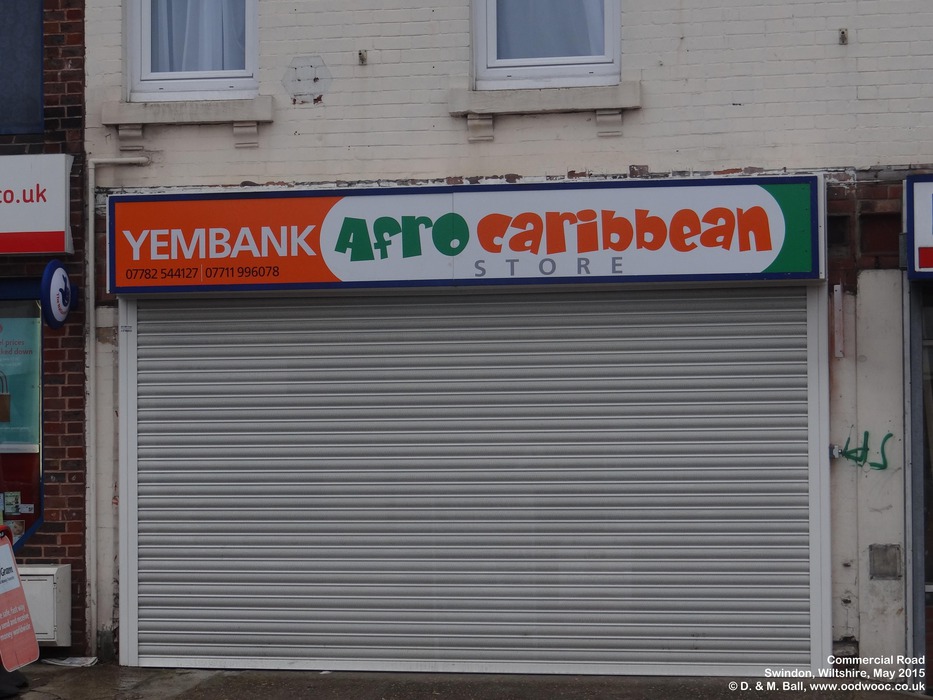 o.uk
YEMBANK Afro caribbean
07782 544127 | 07711 996078
STORE
Commercial Road
Swindon, Wiltshire, May 2015
© D. & M. Ball, www.oodwooc.co.uk